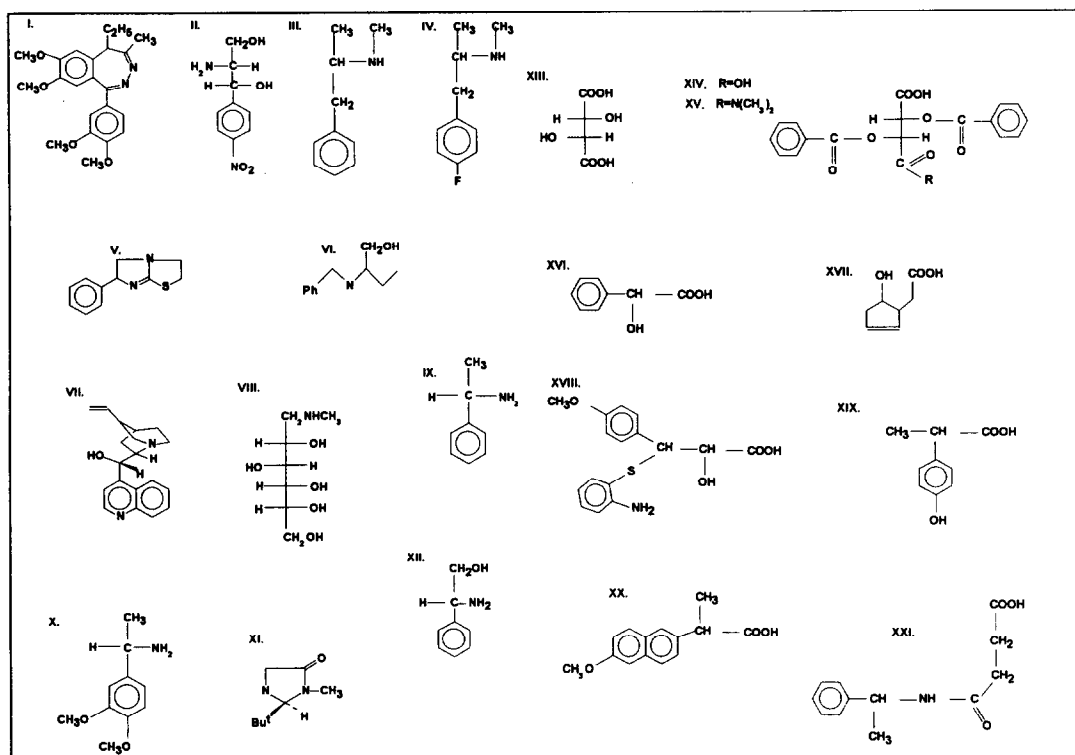 I.
C2H5
CH3
CH3O
N
CH3O
N
CH3O
CH3O
II.
CH2OH
H2N
H
H
OH
NO2
III.
CH3
CH3
CH
NH
CH2
IV.
CH3
CH3
CH
NH
CH2
F
XIII.
COOH
H
OH
HO
H
COOH
XIV. R=OH
XV. R=N(CH3)2
COOH
H
O
C
O
O
H
C
O
C
O
R
V.
N
N
S
VI.
CH2OH
Ph
N
XVI.
CH
COOH
OH
XVII.
OH
COOH
VII.
N
HO
H
H
N
VIII.
CH2NHCH3
H
OH
HO
H
H
OH
H
OH
CH2OH
IX.
CH3
H
C
NH2
XVIII.
CH3O
CH
CH
COOH
S
OH
NH2
XIX.
CH3
CH
COOH
OH
X.
CH3
H
C
NH2
CH3O
CH3O
XI.
O
N
N
CH3
But
H
XII.
CH2OH
H
C
NH2
XX.
CH3
CH
COOH
CH3O
XXI.
COOH
CH2
CH2
CH
NH
C
CH3
O